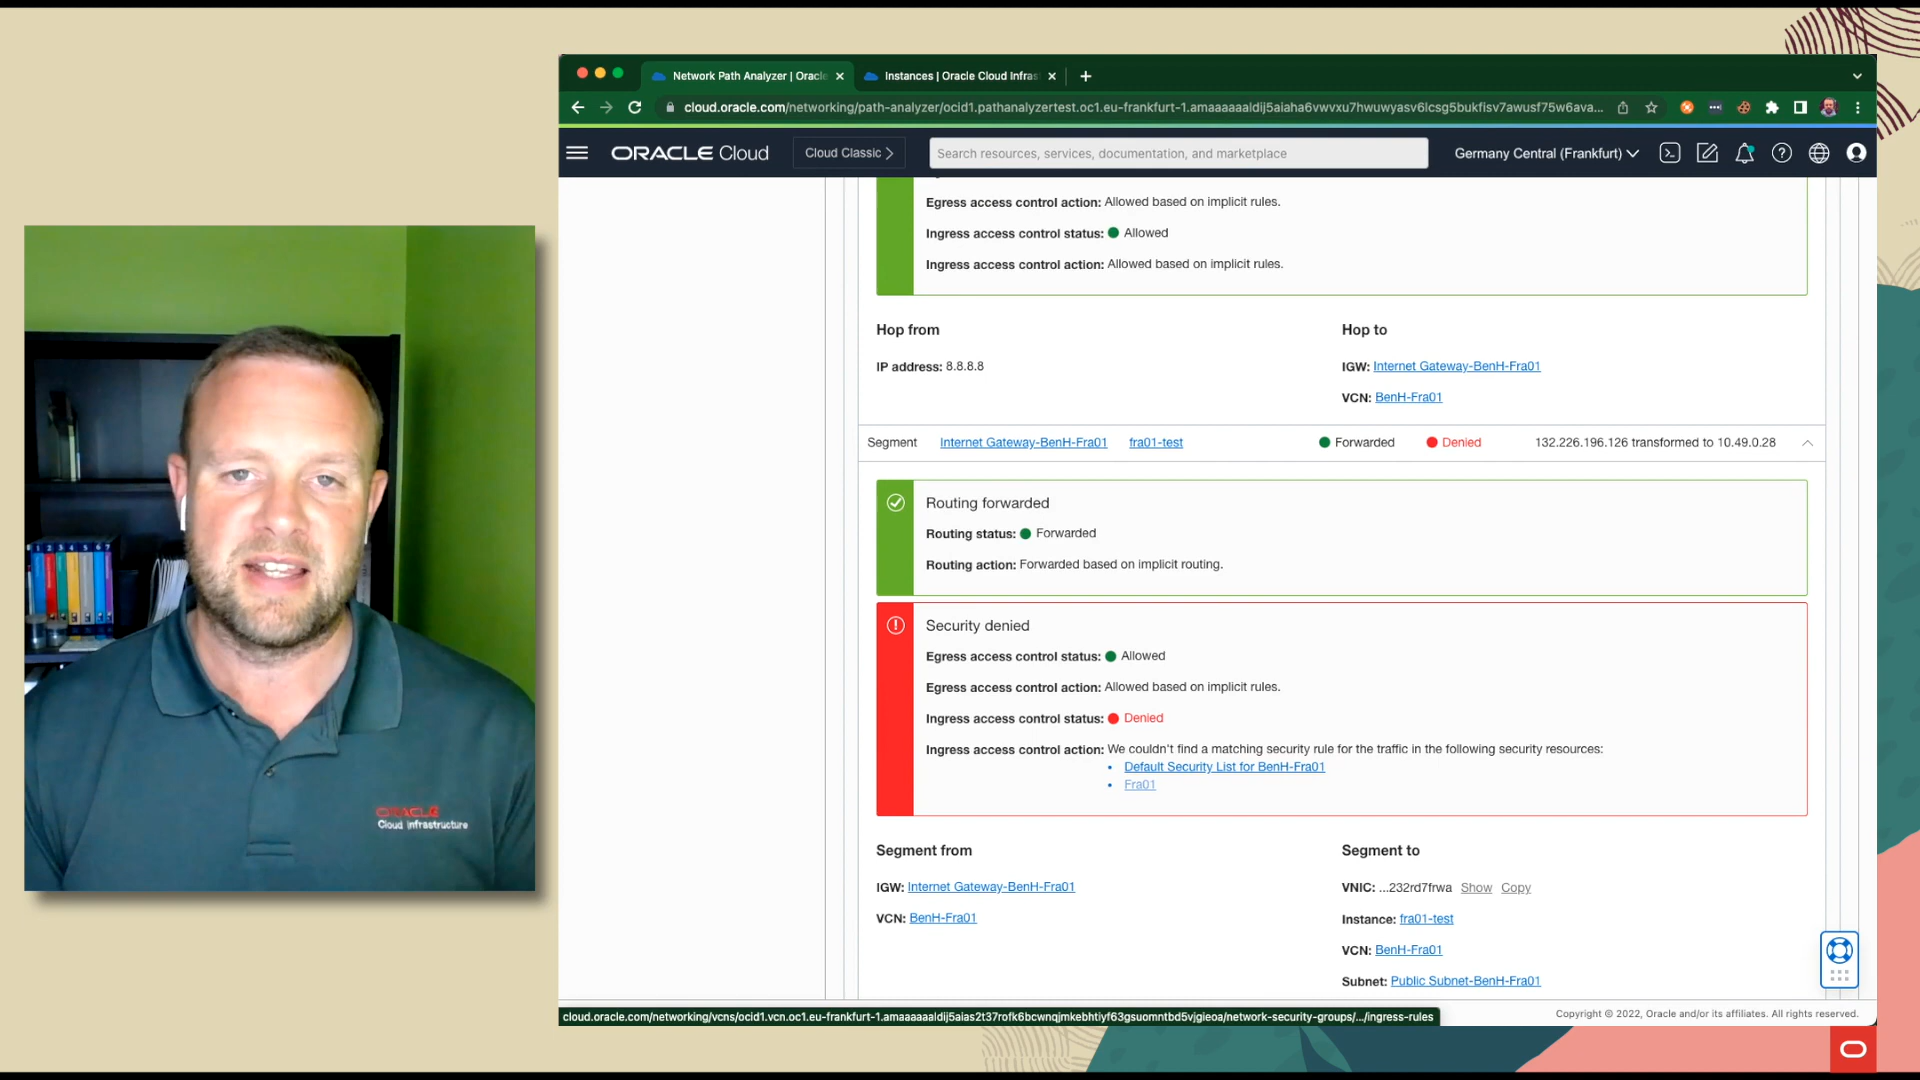 Network Path Analyzer | Oracle
Instances | Oracle Cloud Infras
cloud.oracle.com/networking/path-analyzer/ocid1.pathanalyzertest.oc1.eu-frankfurt-1.amaaaaaaldij5aiaha6vwvxu7hwuwyasv6lcsg5bukfisv7awusf75w6ava...
ORACLE Cloud
Cloud Classic >
Search resources, services, documentation, and marketplace
Germany Central (Frankfurt)
Egress access control action: Allowed based on implicit rules.
Ingress access control status: Allowed
Ingress access control action: Allowed based on implicit rules.
Hop from
Hop to
IP address: 8.8.8.8
IGW: Internet Gateway-BenH-Fra01
VCN: BenH-Fra01
Segment Internet Gateway-BenH-Fra01 fra01-test Forwarded Denied 132.226.196.126 transformed to 10.49.0.28
Routing forwarded
Routing status: Forwarded
Routing action: Forwarded based on implicit routing.
Security denied
Egress access control status: Allowed
Egress access control action: Allowed based on implicit rules.
Ingress access control status: Denied
Ingress access control action: We couldn't find a matching security rule for the traffic in the following security resources:
• Default Security List for BenH-Fra01
• Fra01
Segment from
Segment to
IGW: Internet Gateway-BenH-Fra01
VCN: BenH-Fra01
VNIC: ...232rd7frwa Show Copy
Instance: fra01-test
VCN: BenH-Fra01
Subnet: Public Subnet-BenH-Fra01
cloud.oracle.com/networking/vcns/ocid1.vcn.oc1.eu-frankfurt-1.amaaaaaaldij5aias2t37rofk6bcwnqjmkebhtiyf63gsuomntbd5vjgieoa/network-security-groups/.../ingress-rules
Copyright © 2022, Oracle and/or its affiliates. All rights reserved.
ORACLE
Cloud Infrastructure
1 2 3 4 5 6 7